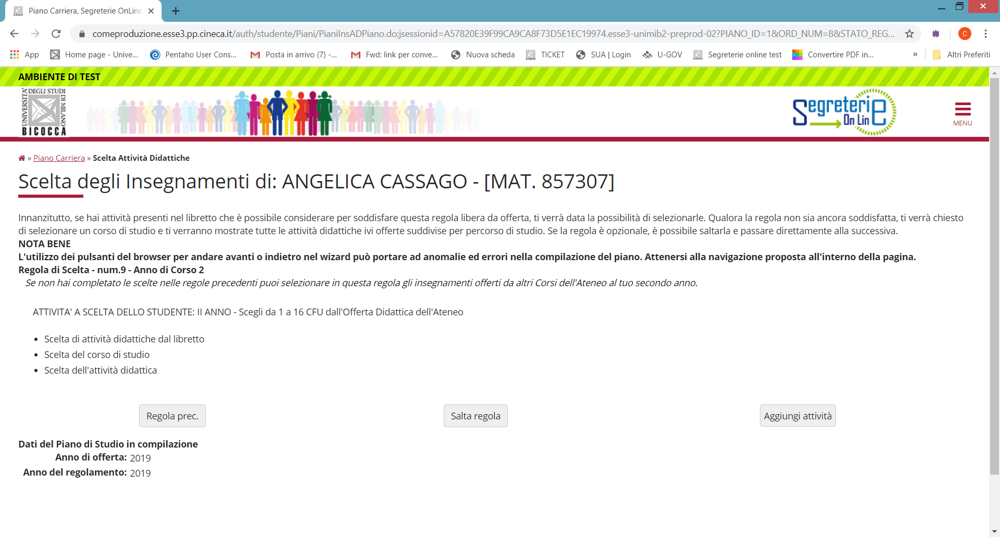 Piano Carriera, Segreterie OnLine
comeproduzione.esse3.pp.cineca.it/auth/studente/Piani/PianiInsADPiano.do;jsessionid=A57820E39F99CA9CA8F73D5E1EC19974.esse3-unimib2-preprod-02?PIANO_ID=1&ORD_NUM=8&STATO_REG...
C
App Home page - Unive... Pentaho User Cons... Posta in arrivo (7) -... Fwd: link per conve... Nuova scheda TICKET SUA | Login U-GOV Segreterie online test Convertire PDF in... » Altri Preferiti
AMBIENTE DI TEST
UNIVERSITA' DEGLI STUDI DI MILANO BICOCCA
Segreterie On Line
MENU
» Piano Carriera » Scelta Attività Didattiche
Scelta degli Insegnamenti di: ANGELICA CASSAGO - [MAT. 857307]
Innanzitutto, se hai attività presenti nel libretto che è possibile considerare per soddisfare questa regola libera da offerta, ti verrà data la possibilità di selezionarle. Qualora la regola non sia ancora soddisfatta, ti verrà chiesto
di selezionare un corso di studio e ti verranno mostrate tutte le attività didattiche ivi offerte suddivise per percorso di studio. Se la regola è opzionale, è possibile saltarla e passare direttamente alla successiva.
NOTA BENE
L'utilizzo dei pulsanti del browser per andare avanti o indietro nel wizard può portare ad anomalie ed errori nella compilazione del piano. Attenersi alla navigazione proposta all'interno della pagina.
Regola di Scelta - num.9 - Anno di Corso 2
Se non hai completato le scelte nelle regole precedenti puoi selezionare in questa regola gli insegnamenti offerti da altri Corsi dell'Ateneo al tuo secondo anno.
ATTIVITA' A SCELTA DELLO STUDENTE: II ANNO - Scegli da 1 a 16 CFU dall'Offerta Didattica dell'Ateneo
• Scelta di attività didattiche dal libretto
• Scelta del corso di studio
• Scelta dell'attività didattica
Regola prec. Salta regola Aggiungi attività
Dati del Piano di Studio in compilazione
Anno di offerta: 2019
Anno del regolamento: 2019